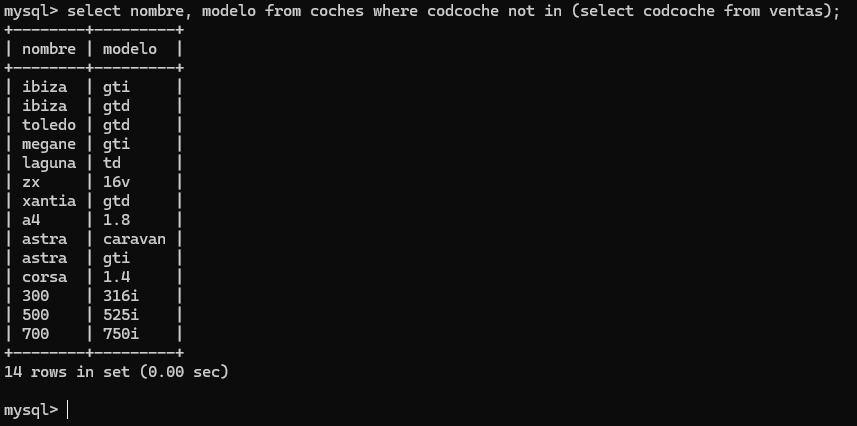 mysql> select nombre, modelo from coches where codcoche not in (select codcoche from ventas);
+--------+---------+
| nombre | modelo  |
+--------+---------+
| ibiza  | gti     |
| ibiza  | gtd     |
| toledo | gtd     |
| megane | gti     |
| laguna | td      |
| zx     | 16v     |
| xantia | gtd     |
| a4     | 1.8     |
| astra  | caravan |
| astra  | gti     |
| corsa  | 1.4     |
| 300    | 316i    |
| 500    | 525i    |
| 700    | 750i    |
+--------+---------+
14 rows in set (0.00 sec)
mysql>